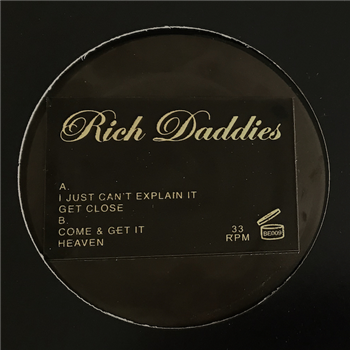 Rich Daddies
A.
I JUST CAN'T EXPLAIN IT
GET CLOSE
B.
COME & GET IT
HEAVEN
33
RPM
BE009